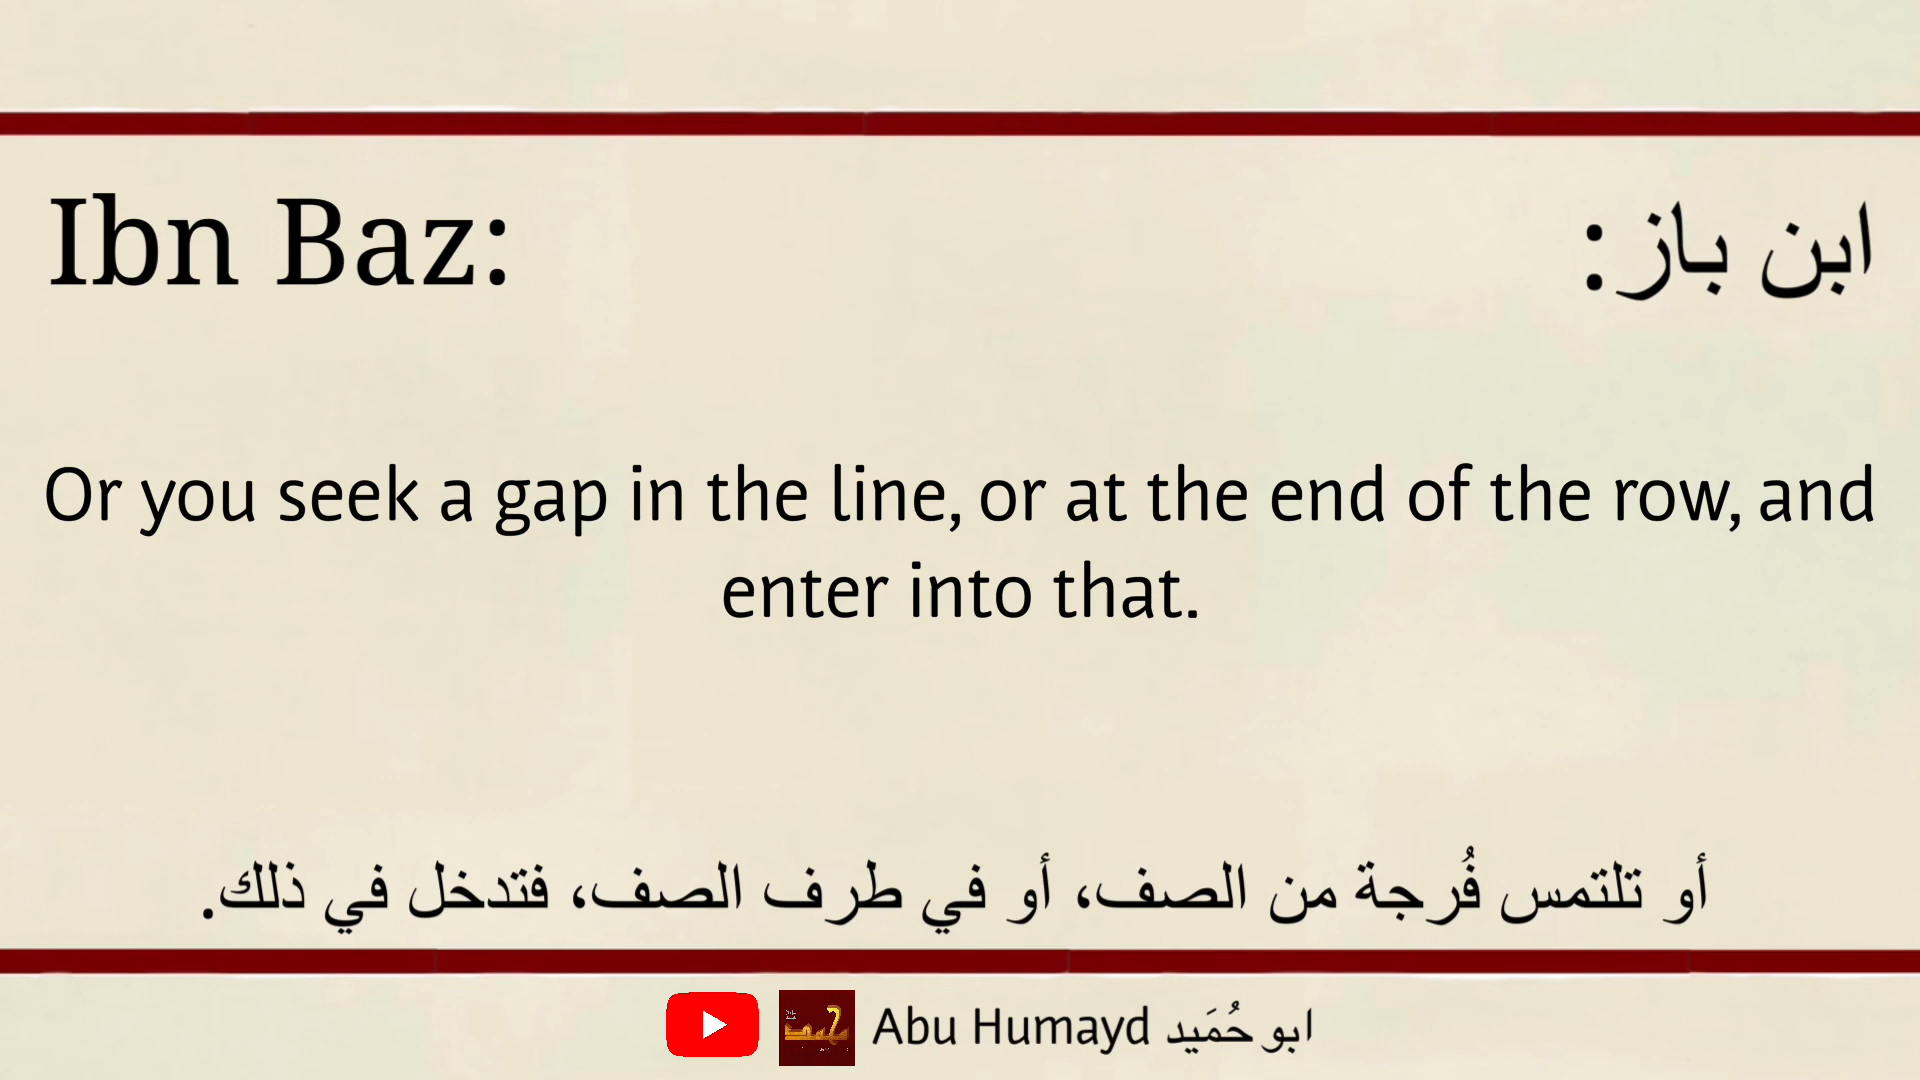 Ibn Baz:
ابن باز:
Or you seek a gap in the line, or at the end of the row, and
enter into that.
أو تلتمس فُرجة من الصف، أو في طرف الصف، فتدخل في ذلك.
Abu Humayd ابو حُمَيد